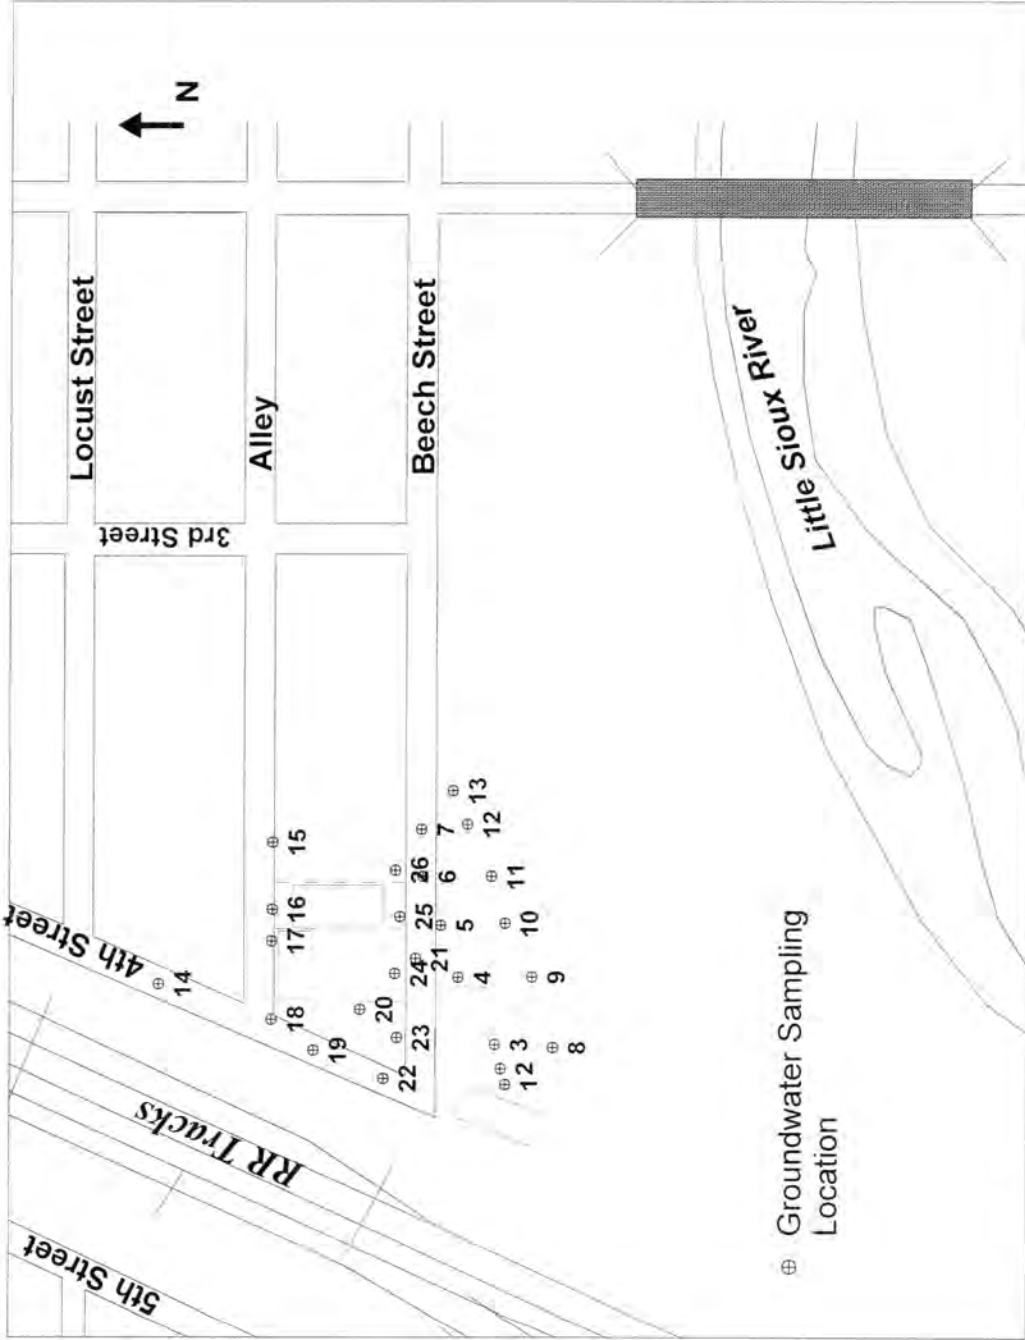 5th Street
4th Street
Locust Street
3rd Street
14
N
RR Tracks
Alley
18
17
16
15
19
20
22
23
24
25
26
Beech Street
21
6
7
5
4
13
12
1 2
3
11
10
9
8
Little Sioux River
Groundwater Sampling
Location